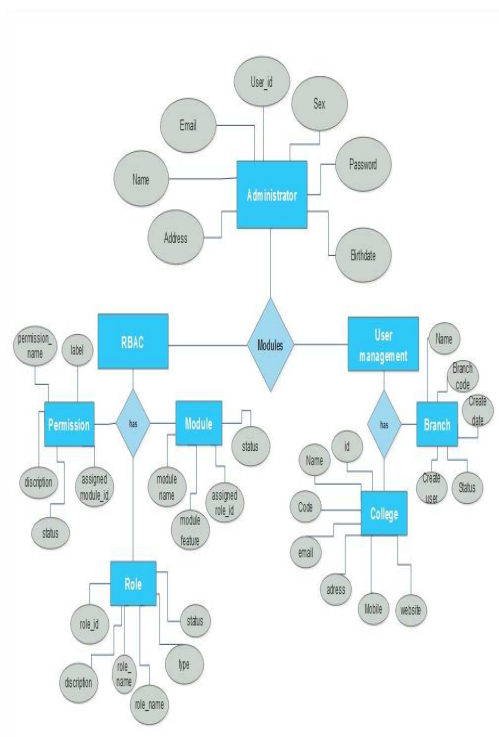 User_id
Sex
Email
Password
Name
Administrator
Address
Birthdate
RBAC
Modules
User
management
permission_
name
label
Name
Branch
code
Create
date
Permission
has
Module
status
has
Branch
discription
assigned
module_id
module
name
assigned
role_id
id
Name
Create
user
Status
status
module
feature
Code
College
email
adress
Mobile
website
Role
role_id
status
discription
role_
name
type
role_name